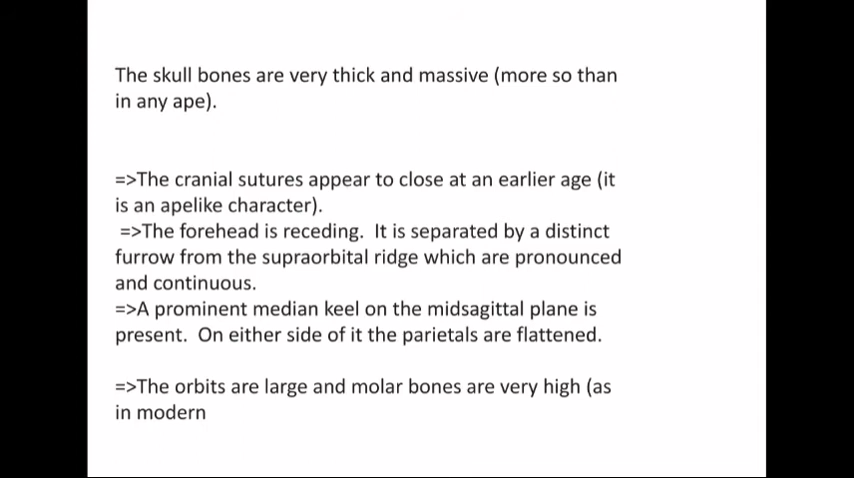 The skull bones are very thick and massive (more so than
in any ape).
=>The cranial sutures appear to close at an earlier age (it
is an apelike character).
=>The forehead is receding.  It is separated by a distinct
furrow from the supraorbital ridge which are pronounced
and continuous.
=>A prominent median keel on the midsagittal plane is
present.  On either side of it the parietals are flattened.
=>The orbits are large and molar bones are very high (as
in modern